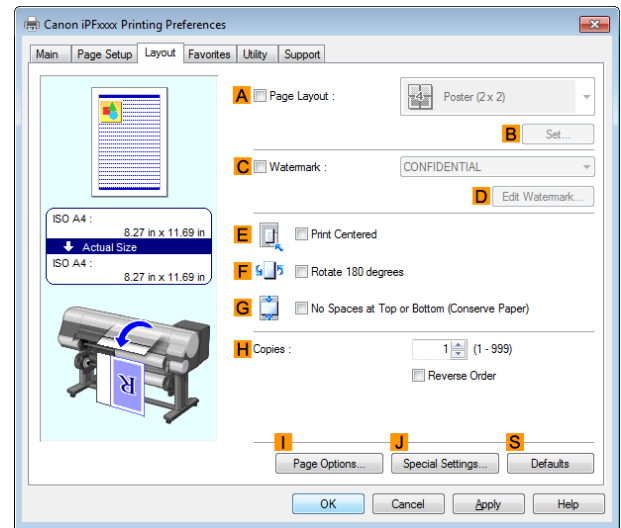 Canon iPFxxxx Printing Preferences
Main Page Setup Layout Favorites Utility Support
A Page Layout : Poster (2 x 2)
B Set...
C Watermark : CONFIDENTIAL
D Edit Watermark...
ISO A4 :
8.27 in x 11.69 in
Actual Size
ISO A4 :
8.27 in x 11.69 in
E Print Centered
F Rotate 180 degrees
G No Spaces at Top or Bottom (Conserve Paper)
H Copies : 1 (1 - 999)
Reverse Order
R
I J S
Page Options... Special Settings... Defaults
OK Cancel Apply Help